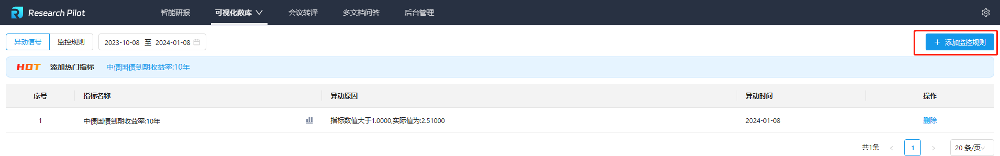 Research Pilot 智能研报 可视化数库 会议转译 多文档问答 后台管理
异动信号 监控规则 2023-10-08 至 2024-01-08 + 添加监控规则
HOT 添加热门指标 中债国债到期收益率:10年
序号 指标名称 异动原因 异动时间 操作
1 中债国债到期收益率:10年 指标数值大于1.0000,实际值为:2.51000 2024-01-08 删除
共1条 < 1 > 20 条/页